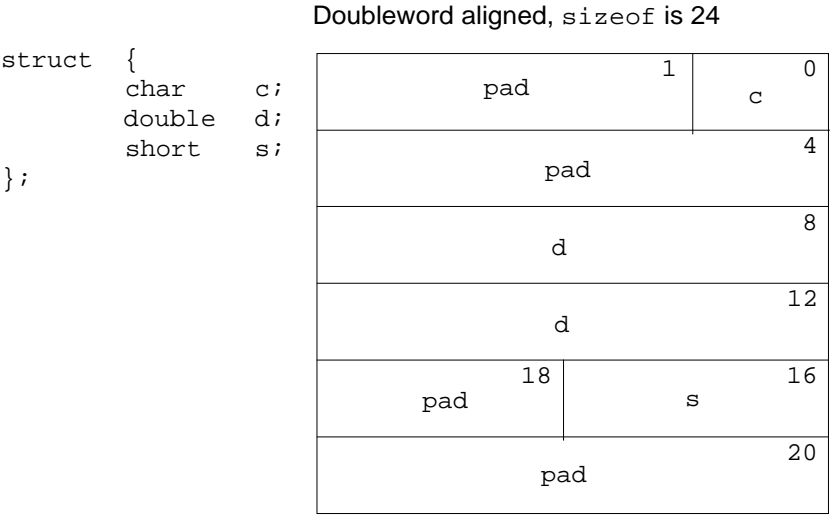 Doubleword aligned, sizeof is 24
struct {
char c;
double d;
short s;
};
1 0
pad c
4
pad
8
d
12
d
18 16
pad s
20
pad